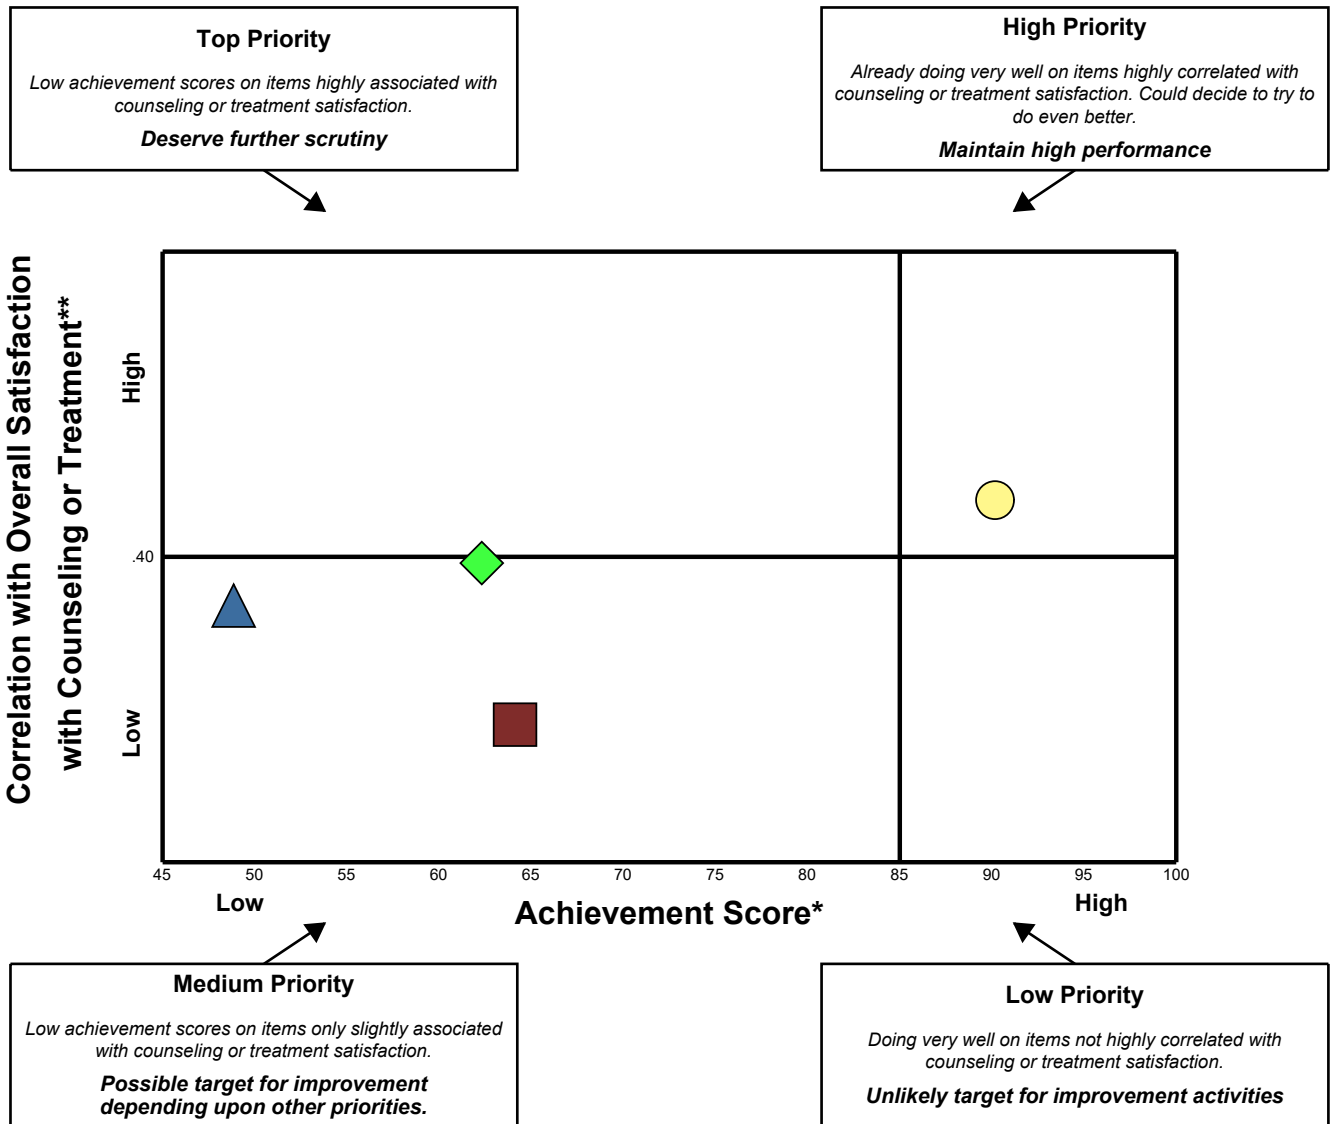 Top Priority
Low achievement scores on items highly associated with
counseling or treatment satisfaction.
Deserve further scrutiny
High Priority
Already doing very well on items highly correlated with
counseling or treatment satisfaction. Could decide to try to
do even better.
Maintain high performance
Correlation with Overall Satisfaction
with Counseling or Treatment**
High
.40
Low
45 50 55 60 65 70 75 80 85 90 95 100
Low
Achievement Score*
High
Medium Priority
Low achievement scores on items only slightly associated
with counseling or treatment satisfaction.
Possible target for improvement
depending upon other priorities.
Low Priority
Doing very well on items not highly correlated with
counseling or treatment satisfaction.
Unlikely target for improvement activities